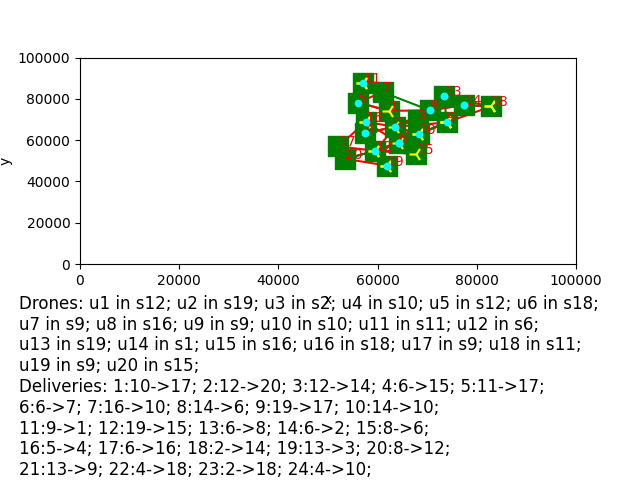 100000
80000
60000
40000
20000
0
y
0 20000 40000 60000 80000 100000
x
Drones: u1 in s12; u2 in s19; u3 in s2; u4 in s10; u5 in s12; u6 in s18;
u7 in s9; u8 in s16; u9 in s9; u10 in s10; u11 in s11; u12 in s6;
u13 in s19; u14 in s1; u15 in s16; u16 in s18; u17 in s9; u18 in s11;
u19 in s9; u20 in s15;
Deliveries: 1:10->17; 2:12->20; 3:12->14; 4:6->15; 5:11->17;
6:6->7; 7:16->10; 8:14->6; 9:19->17; 10:14->10;
11:9->1; 12:19->15; 13:6->8; 14:6->2; 15:8->6;
16:5->4; 17:6->16; 18:2->14; 19:13->3; 20:8->12;
21:13->9; 22:4->18; 23:2->18; 24:4->10;